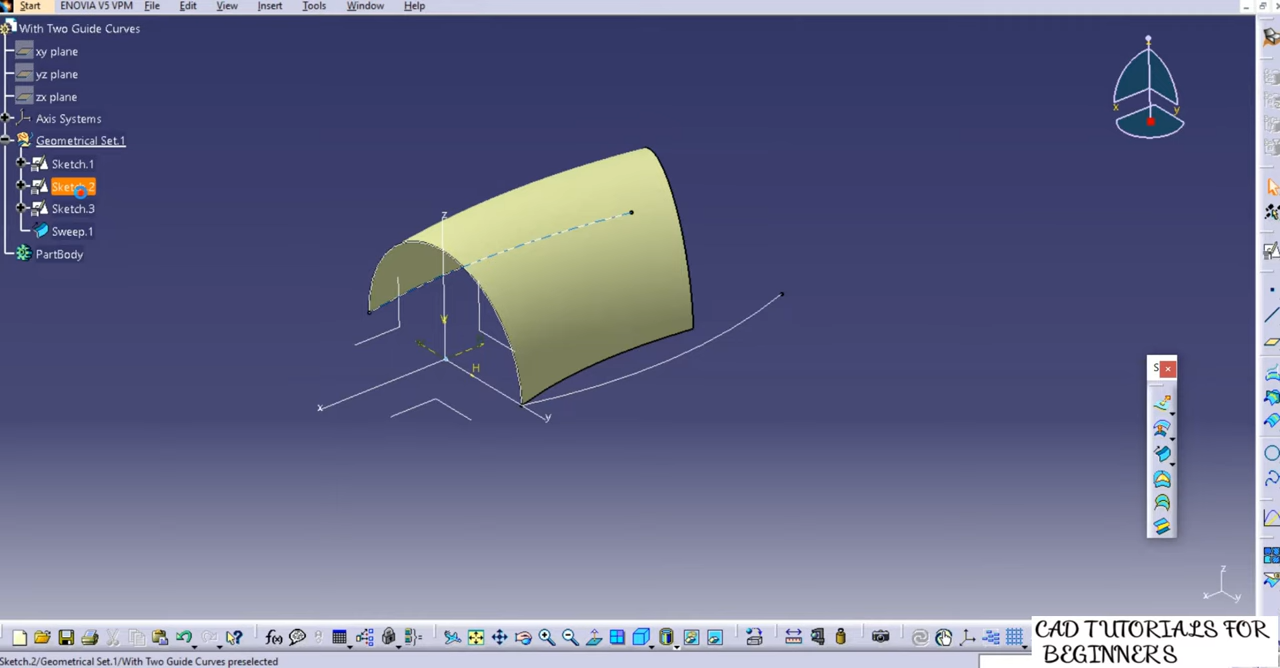 Start ENOVIA V5 VPM File Edit View Insert Tools Window Help
With Two Guide Curves
xy plane
yz plane
zx plane
Axis Systems
Geometrical Set.1
Sketch.1
Sketch.2
Sketch.3
Sweep.1
PartBody
z
x
y
z
V
H
x
y
S...
z
x
y
f(x)
CAD TUTORIALS FOR
BEGINNERS
Sketch.2/Geometrical Set.1/With Two Guide Curves preselected